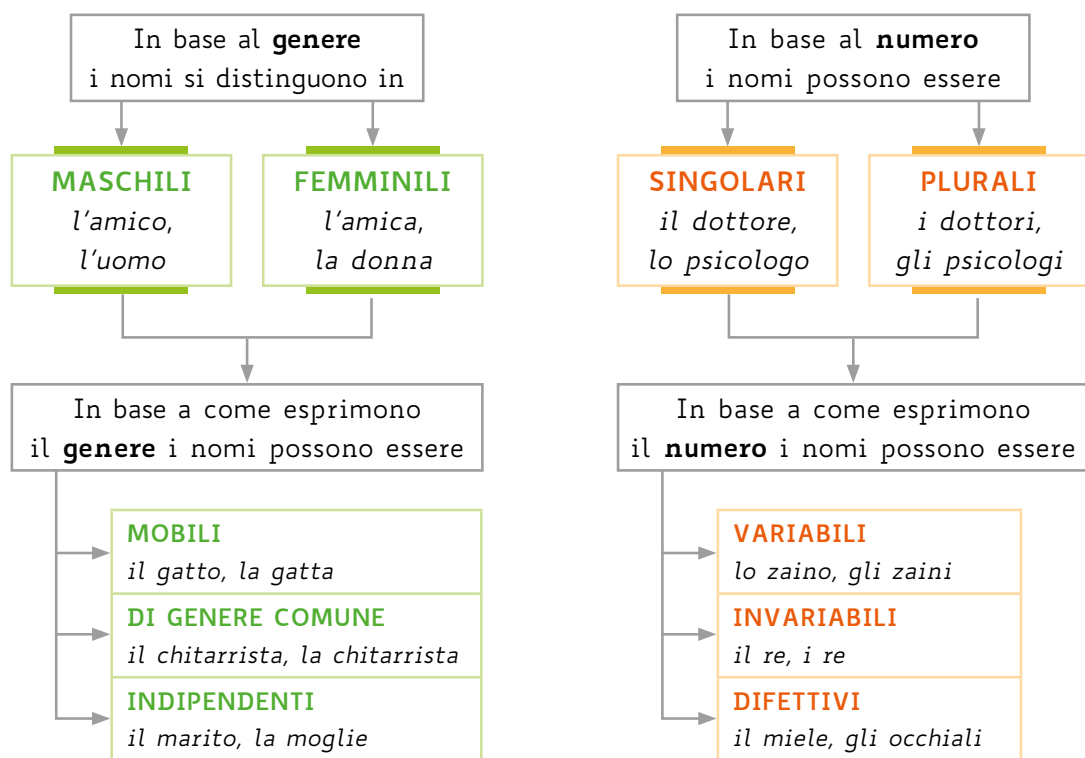 In base al genere
i nomi si distinguono in
MASCHILI
l'amico,
l'uomo
FEMMINILI
l'amica,
la donna
In base a come esprimono
il genere i nomi possono essere
MOBILI
il gatto, la gatta
DI GENERE COMUNE
il chitarrista, la chitarrista
INDIPENDENTI
il marito, la moglie
In base al numero
i nomi possono essere
SINGOLARI
il dottore,
lo psicologo
PLURALI
i dottori,
gli psicologi
In base a come esprimono
il numero i nomi possono essere
VARIABILI
lo zaino, gli zaini
INVARIABILI
il re, i re
DIFETTIVI
il miele, gli occhiali